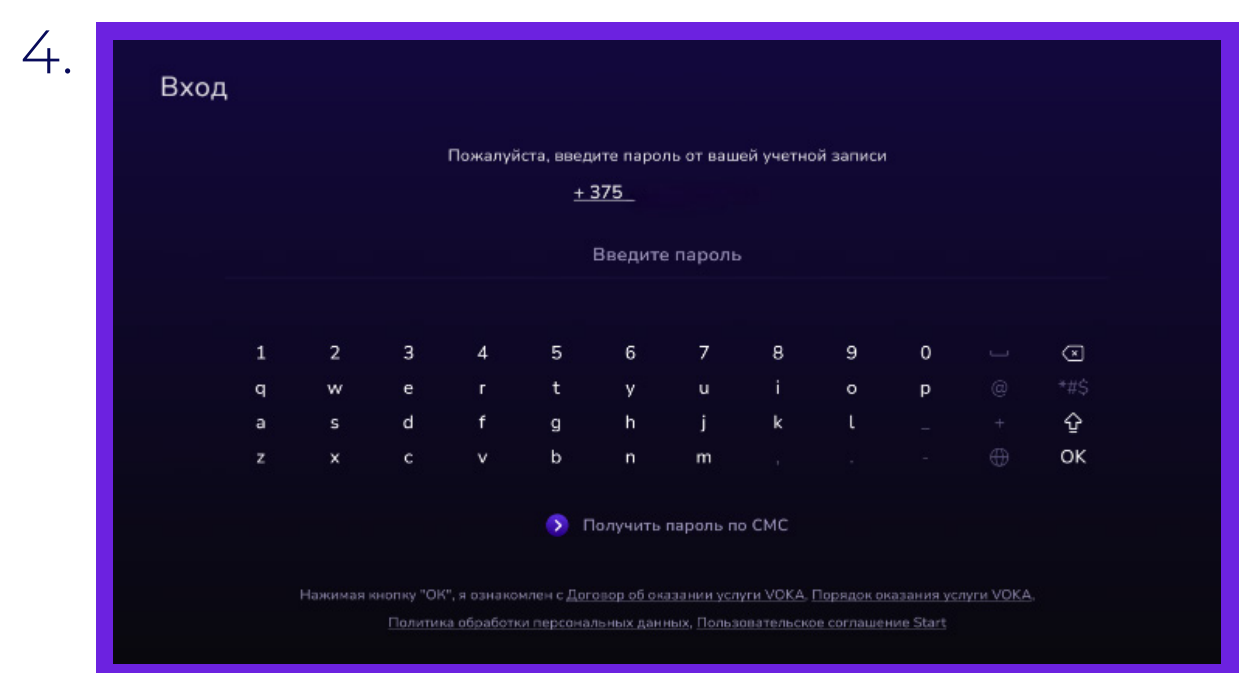 4.
Вход
Пожалуйста, введите пароль от вашей учетной записи
+ 375_
Введите пароль
1 2 3 4 5 6 7 8 9 0
q w e r t y u i o p @ *#$
a s d f g h j k l _ +
z x c v b n m , . - OK
Получить пароль по СМС
Нажимая кнопку "ОК", я ознакомлен с Договор об оказании услуги VOKA, Порядок оказания услуги VOKA,
Политика обработки персональных данных, Пользовательское соглашение Start